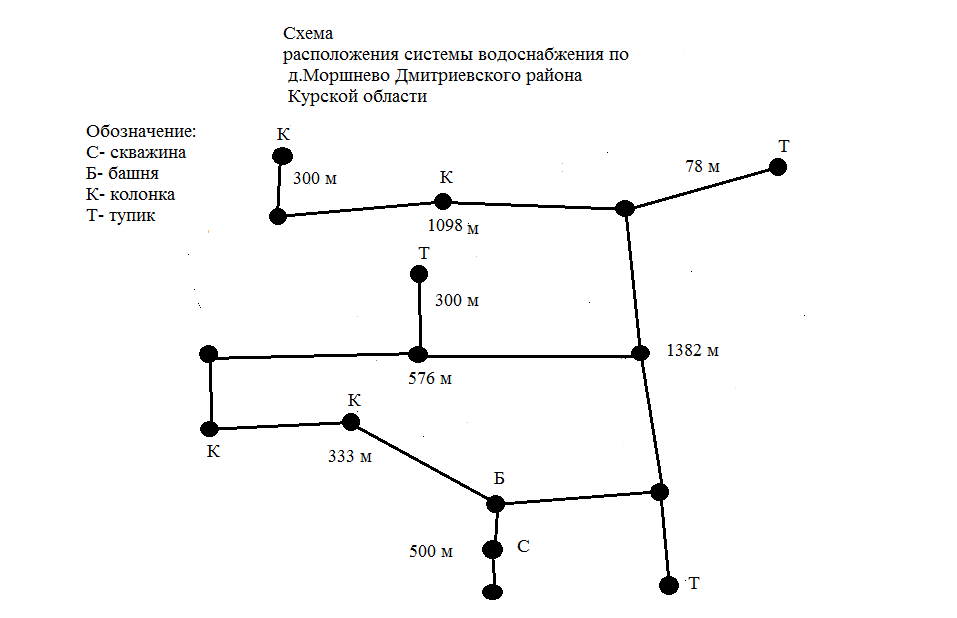 Схема
расположения системы водоснабжения по
д.Моршнево Дмитриевского района
Курской области
Обозначение:
С- скважина
Б- башня
К- колонка
Т- тупик
К
300 м
К
1098 м
78 м
Т
Т
300 м
576 м
1382 м
К
К
333 м
Б
500 м
С
Т